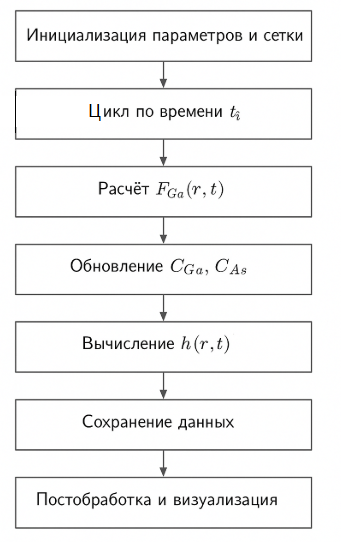 Инициализация параметров и сетки
Цикл по времени t_i
Расчёт F_{Ga}(r, t)
Обновление C_{Ga}, C_{As}
Вычисление h(r, t)
Сохранение данных
Постобработка и визуализация